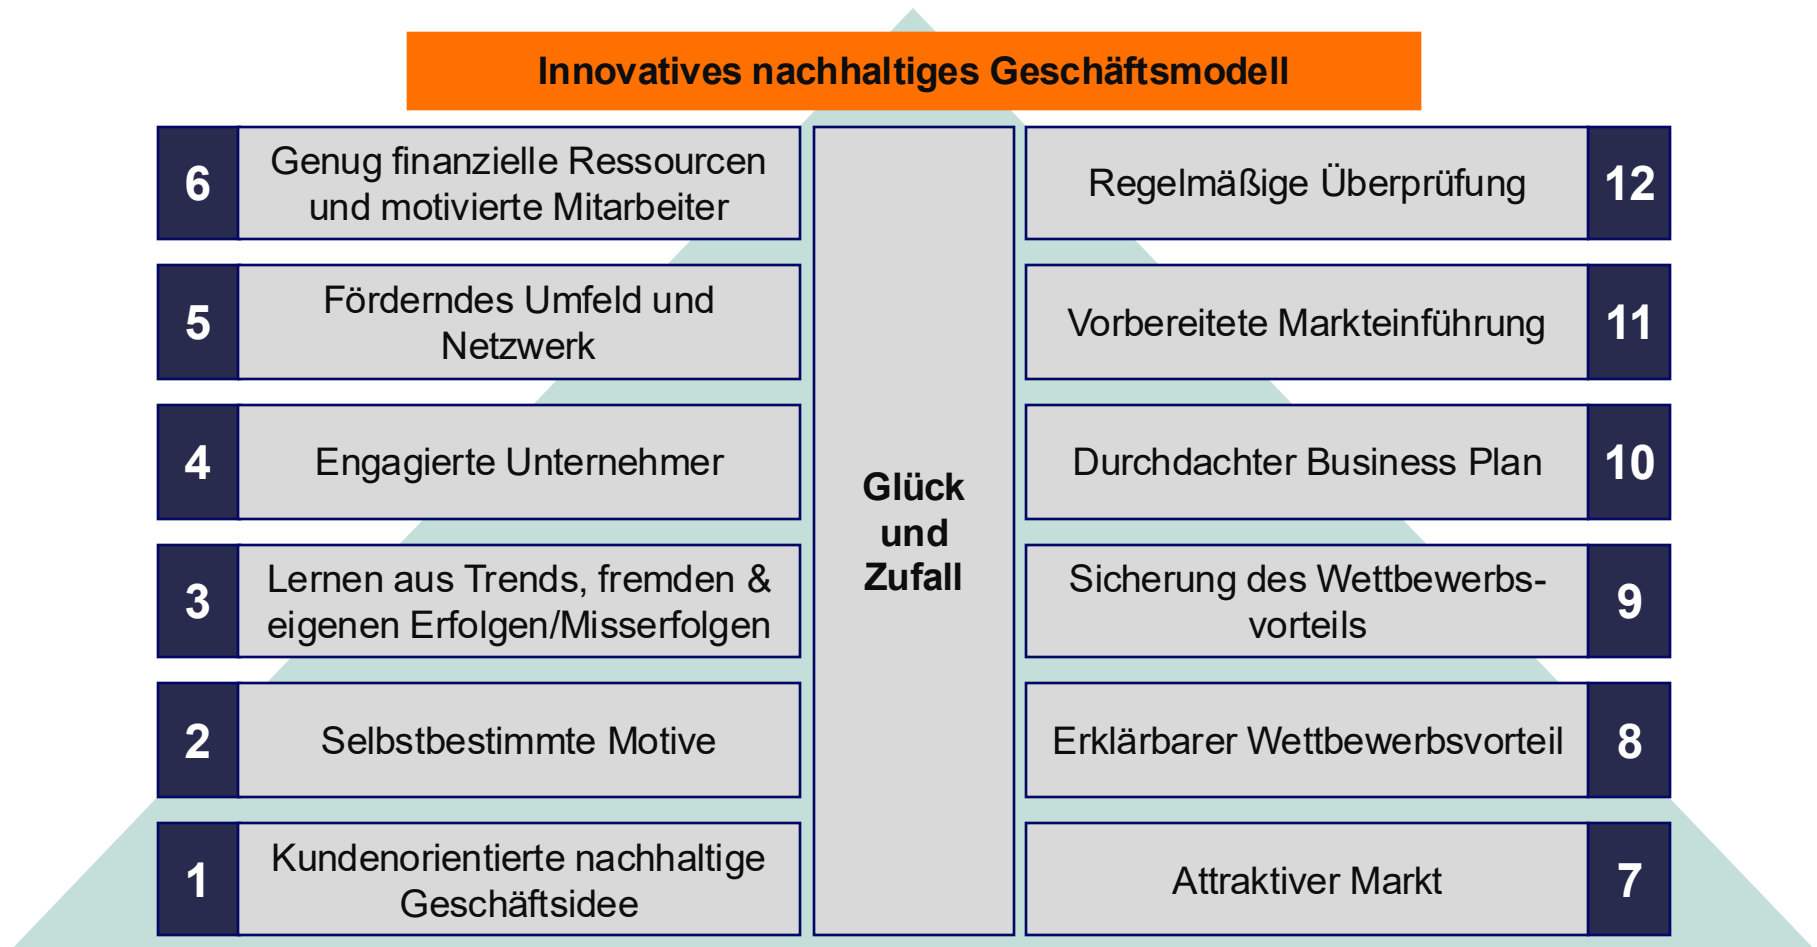 Innovatives nachhaltiges Geschäftsmodell
6
Genug finanzielle Ressourcen
und motivierte Mitarbeiter
5
Förderndes Umfeld und
Netzwerk
4
Engagierte Unternehmer
3
Lernen aus Trends, fremden &
eigenen Erfolgen/Misserfolgen
2
Selbstbestimmte Motive
1
Kundenorientierte nachhaltige
Geschäftsidee
Glück
und
Zufall
Regelmäßige Überprüfung
12
Vorbereitete Markteinführung
11
Durchdachter Business Plan
10
Sicherung des Wettbewerbs-
vorteils
9
Erklärbarer Wettbewerbsvorteil
8
Attraktiver Markt
7